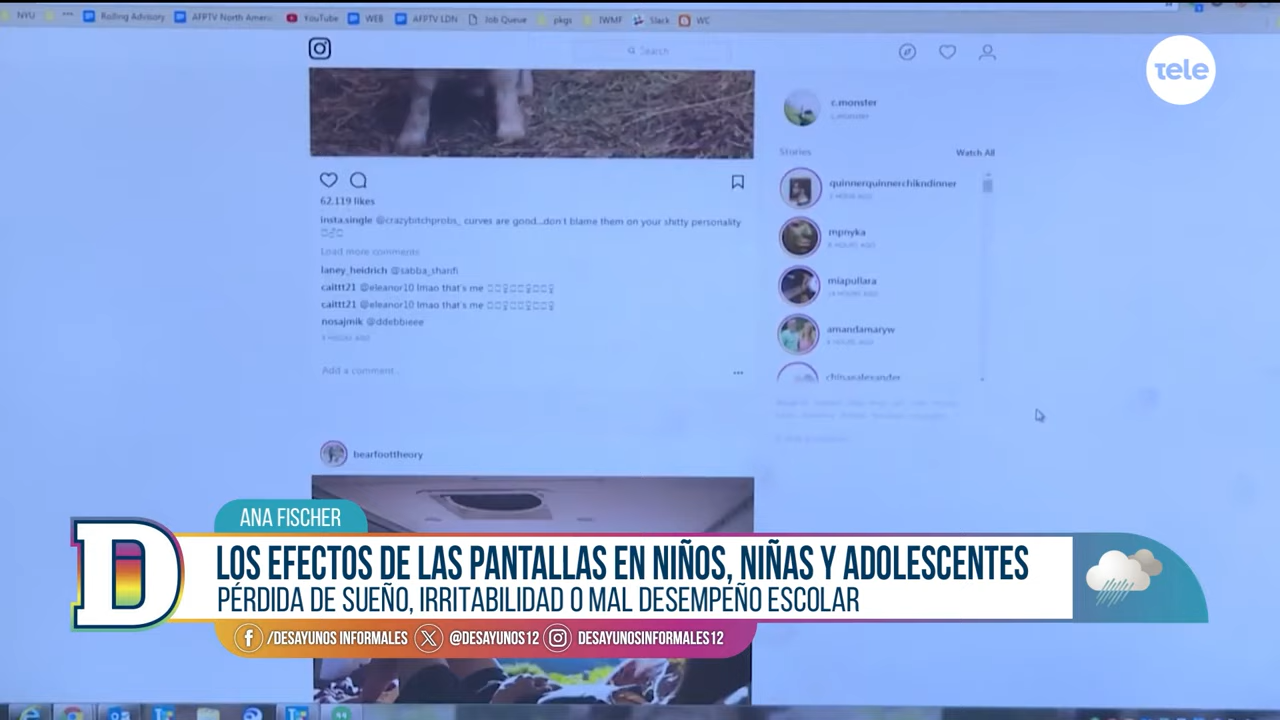 NYU
Rolling Advisory
AFPTV North Americ
YouTube
WEB
AFPTV LDN
Job Queue
pkgs
IWMF
Slack
WC
Search
tele
c.monster
c.monster
Stories
Watch All
quinnerquinnerchikndinner
mpnyka
miapullara
amandamaryw
chinaalexander
62,119 likes
insta.single @crazybitchprobs_ curves are good...don't blame them on your shitty personality
Load more comments
laney_heidrich @sabba_sharifi
caittt21 @eleanor10 lmao that's me
caittt21 @eleanor10 lmao that's me
nosajmik @ddebbieee
Add a comment...
bearfoottheory
ANA FISCHER
D
LOS EFECTOS DE LAS PANTALLAS EN NIÑOS, NIÑAS Y ADOLESCENTES
PÉRDIDA DE SUEÑO, IRRITABILIDAD O MAL DESEMPEÑO ESCOLAR
/DESAYUNOS INFORMALES
@DESAYUNOS12
DESAYUNOSINFORMALES12